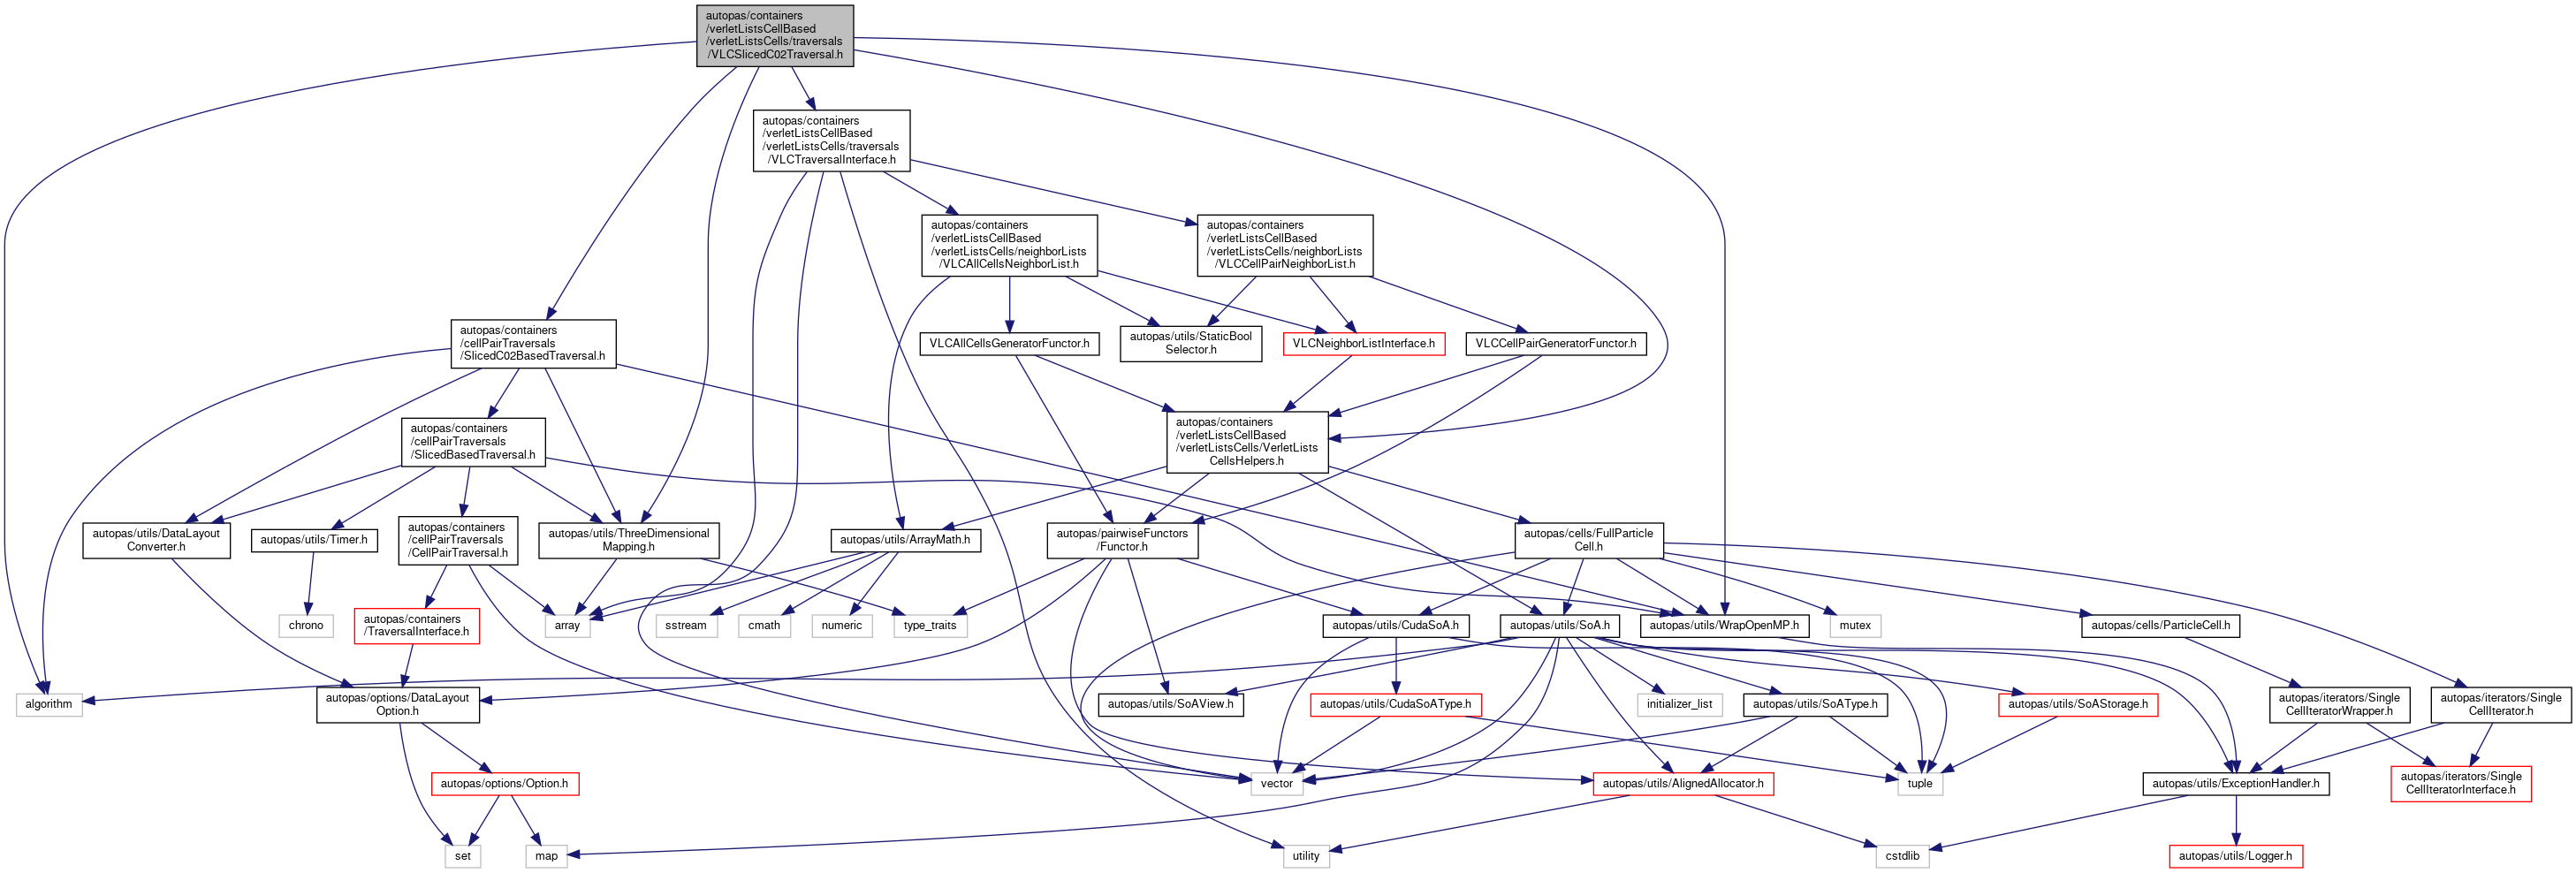 autopas/containers
/verletListsCellBased
/verletListsCells/traversals
/VLCSlicedC02Traversal.h
autopas/containers
/verletListsCellBased
/verletListsCells/traversals
/VLCTraversalInterface.h
autopas/containers
/verletListsCellBased
/verletListsCells/neighborLists
/VLCAllCellsNeighborList.h
autopas/containers
/verletListsCellBased
/verletListsCells/neighborLists
/VLCCellPairNeighborList.h
autopas/containers
/cellPairTraversals
/SlicedC02BasedTraversal.h
VLCAllCellsGeneratorFunctor.h
autopas/utils/StaticBool
Selector.h
VLCNeighborListInterface.h
VLCCellPairGeneratorFunctor.h
autopas/containers
/cellPairTraversals
/SlicedBasedTraversal.h
autopas/containers
/verletListsCellBased
/verletListsCells/VerletLists
CellsHelpers.h
autopas/utils/DataLayout
Converter.h
autopas/utils/Timer.h
autopas/containers
/cellPairTraversals
/CellPairTraversal.h
autopas/utils/ThreeDimensional
Mapping.h
autopas/utils/ArrayMath.h
autopas/pairwiseFunctors
/Functor.h
autopas/cells/FullParticle
Cell.h
chrono
autopas/containers
/TraversalInterface.h
array
sstream
cmath
numeric
type_traits
autopas/utils/CudaSoA.h
autopas/utils/SoA.h
autopas/utils/WrapOpenMP.h
mutex
autopas/cells/ParticleCell.h
algorithm
autopas/options/DataLayout
Option.h
autopas/utils/SoAView.h
autopas/utils/CudaSoAType.h
initializer_list
autopas/utils/SoAType.h
autopas/utils/SoAStorage.h
autopas/iterators/Single
CellIteratorWrapper.h
autopas/iterators/Single
CellIterator.h
autopas/options/Option.h
vector
autopas/utils/AlignedAllocator.h
tuple
autopas/utils/ExceptionHandler.h
autopas/iterators/Single
CellIteratorInterface.h
set
map
utility
cstdlib
autopas/utils/Logger.h